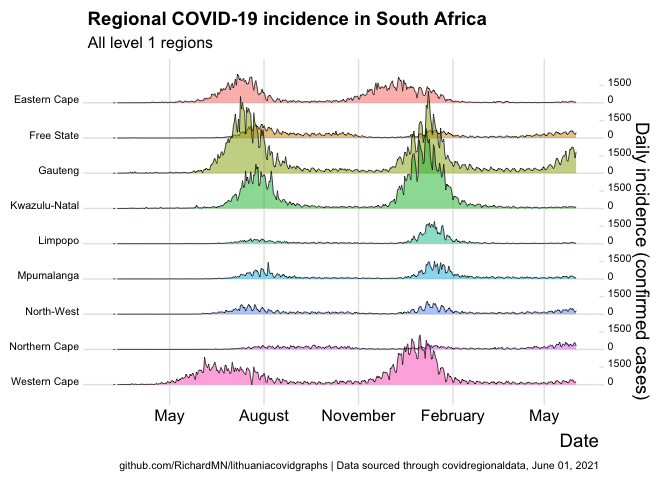 Regional COVID-19 incidence in South Africa
All level 1 regions
Eastern Cape
1500
0
Free State
1500
0
Gauteng
1500
0
Kwazulu-Natal
1500
0
Limpopo
1500
0
Mpumalanga
1500
0
North-West
1500
0
Northern Cape
1500
0
Western Cape
1500
0
Daily incidence (confirmed cases)
May August November February May
Date
github.com/RichardMN/lithuaniacovidgraphs | Data sourced through covidregionaldata, June 01, 2021